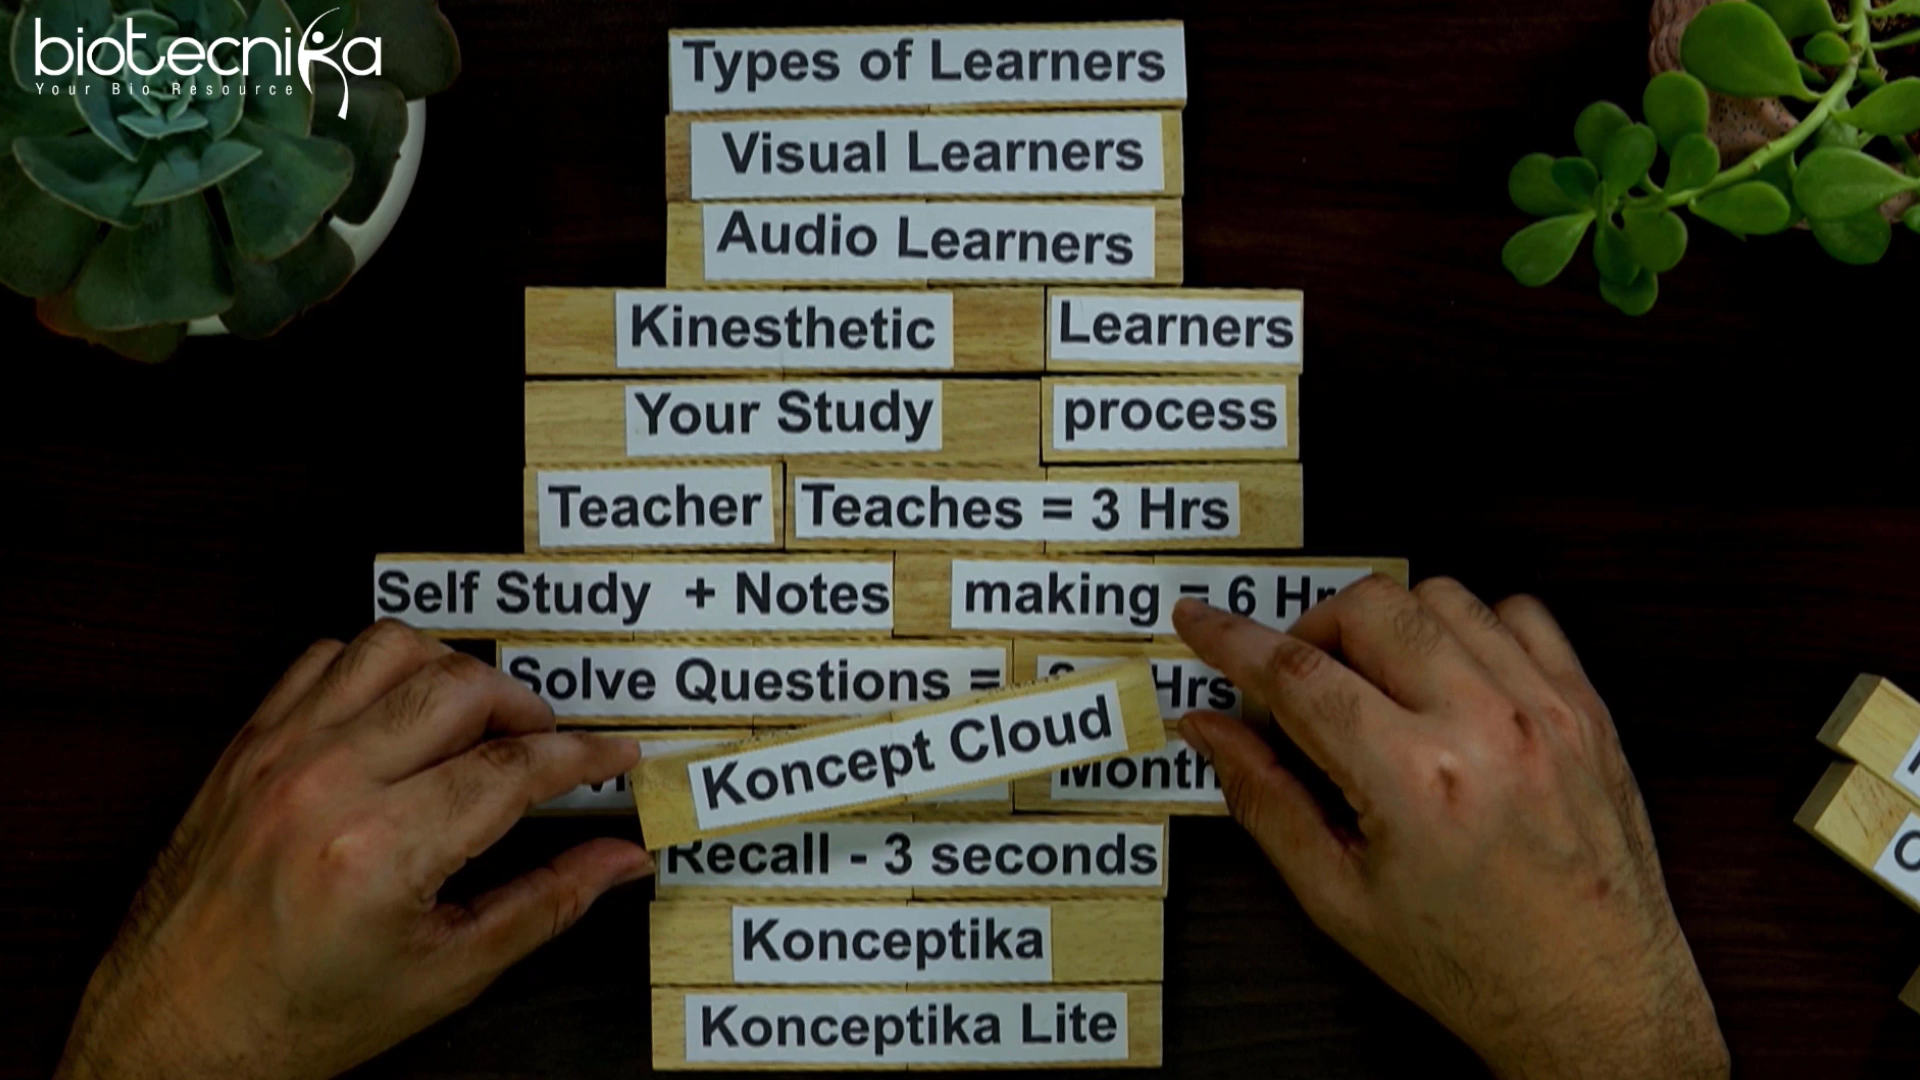 biotecnika
Your Bio Resource
Types of Learners
Visual Learners
Audio Learners
Kinesthetic Learners
Your Study process
Teacher Teaches = 3 Hrs
Self Study + Notes making = 6
Solve Questions = Hrs
Koncept Cloud
Recall - 3 seconds
Konceptika
Konceptika Lite